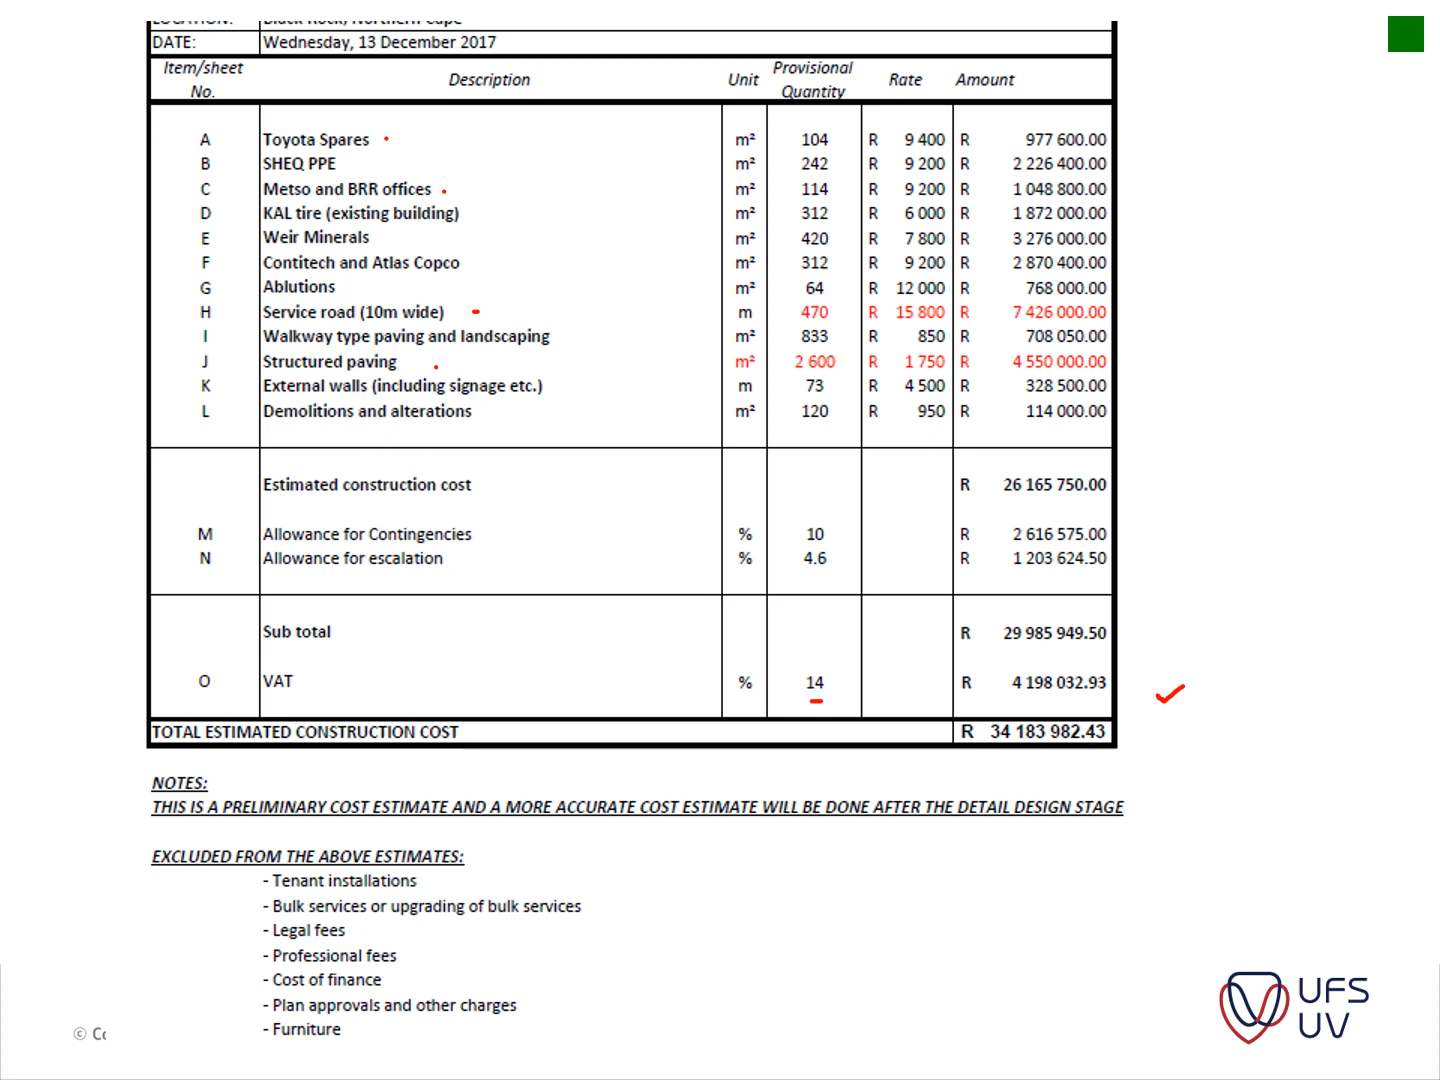 DATE: Wednesday, 13 December 2017
Item/sheet No. Description Unit Provisional Quantity Rate Amount
A Toyota Spares m² 104 R 9 400 R 977 600.00
B SHEQ PPE m² 242 R 9 200 R 2 226 400.00
C Metso and BRR offices m² 114 R 9 200 R 1 048 800.00
D KAL tire (existing building) m² 312 R 6 000 R 1 872 000.00
E Weir Minerals m² 420 R 7 800 R 3 276 000.00
F Contitech and Atlas Copco m² 312 R 9 200 R 2 870 400.00
G Ablutions m² 64 R 12 000 R 768 000.00
H Service road (10m wide) m 470 R 15 800 R 7 426 000.00
I Walkway type paving and landscaping m² 833 R 850 R 708 050.00
J Structured paving m² 2 600 R 1 750 R 4 550 000.00
K External walls (including signage etc.) m 73 R 4 500 R 328 500.00
L Demolitions and alterations m² 120 R 950 R 114 000.00
Estimated construction cost R 26 165 750.00
M Allowance for Contingencies % 10 R 2 616 575.00
N Allowance for escalation % 4.6 R 1 203 624.50
Sub total R 29 985 949.50
O VAT % 14 R 4 198 032.93
TOTAL ESTIMATED CONSTRUCTION COST R 34 183 982.43
NOTES:
THIS IS A PRELIMINARY COST ESTIMATE AND A MORE ACCURATE COST ESTIMATE WILL BE DONE AFTER THE DETAIL DESIGN STAGE
EXCLUDED FROM THE ABOVE ESTIMATES:
- Tenant installations
- Bulk services or upgrading of bulk services
- Legal fees
- Professional fees
- Cost of finance
- Plan approvals and other charges
- Furniture
©
UFS
UV